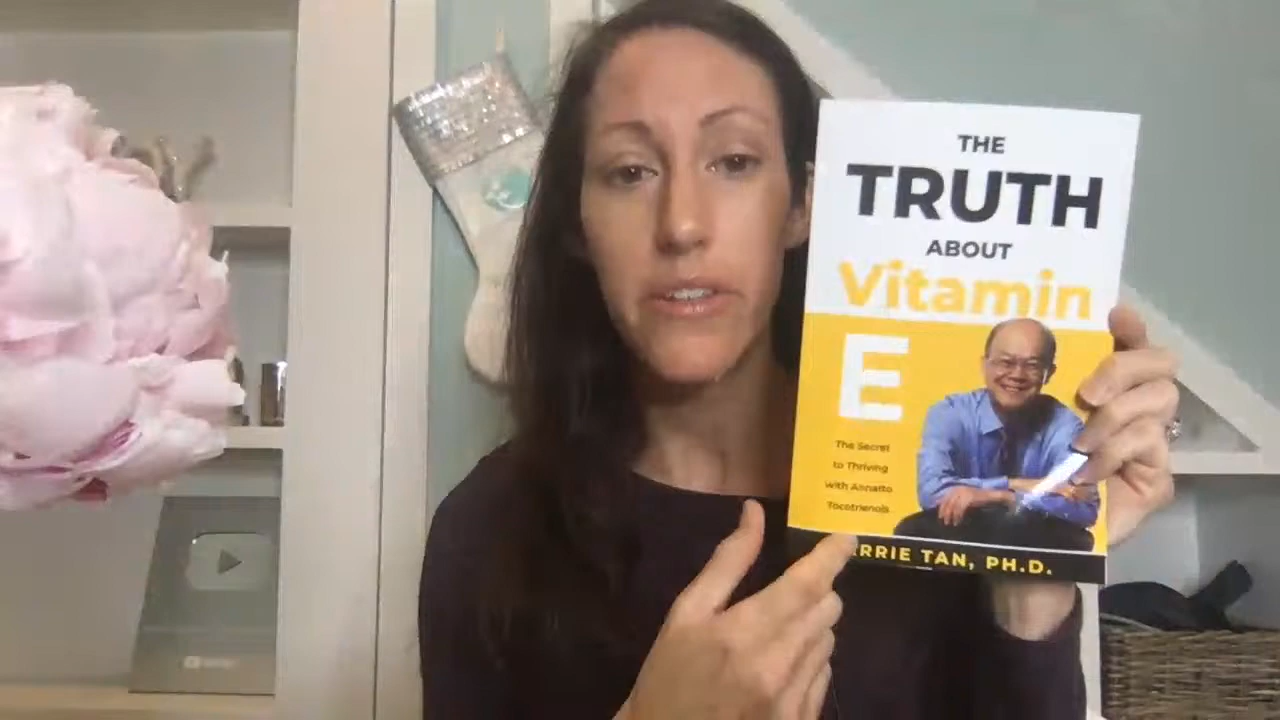 THE
TRUTH
ABOUT
Vitamin
E
The Secret
to Thriving
with Annatto
Tocotrienols
RRIE TAN, PH.D.